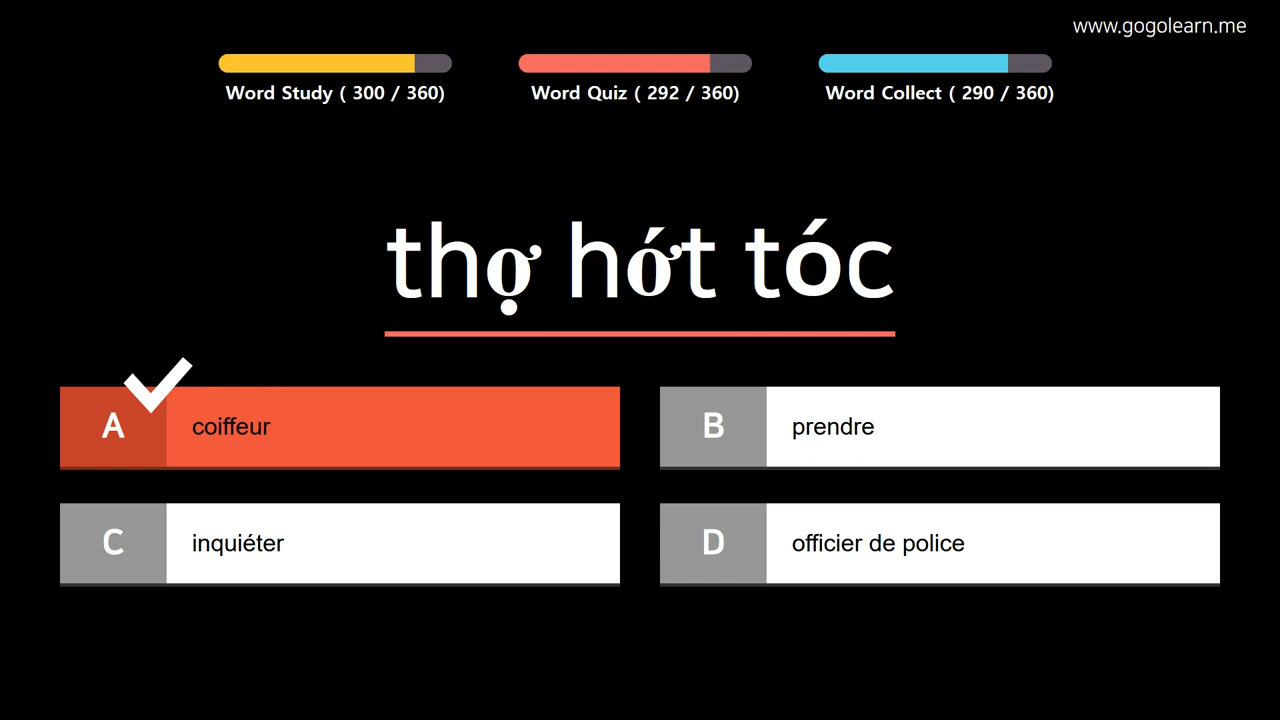 www.gogolearn.me
Word Study ( 300 / 360)
Word Quiz ( 292 / 360)
Word Collect ( 290 / 360)
thợ hớt tóc
A coiffeur
B prendre
C inquiéter
D officier de police